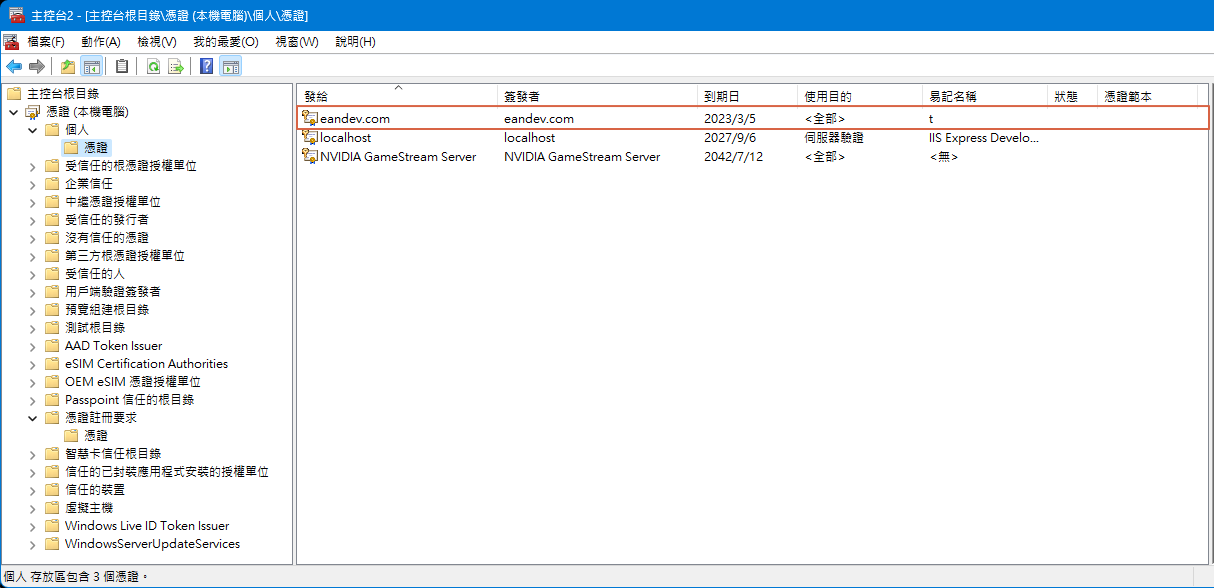 主控台2 - [主控台根目錄\憑證 (本機電腦)\個人\憑證]
檔案(F) 動作(A) 檢視(V) 我的最愛(O) 視窗(W) 說明(H)
主控台根目錄
憑證 (本機電腦)
個人
憑證
受信任的根憑證授權單位
企業信任
中繼憑證授權單位
受信任的發行者
沒有信任的憑證
第三方根憑證授權單位
受信任的人
用戶端驗證簽發者
預覽組建根目錄
測試根目錄
AAD Token Issuer
eSIM Certification Authorities
OEM eSIM 憑證授權單位
Passpoint 信任的根目錄
憑證註冊要求
憑證
智慧卡信任根目錄
信任的已封裝應用程式安裝的授權單位
信任的裝置
虛擬主機
Windows Live ID Token Issuer
WindowsServerUpdateServices
發給 簽發者 到期日 使用目的 易記名稱 狀態 憑證範本
eandev.com eandev.com 2023/3/5 <全部> t
localhost localhost 2027/9/6 伺服器驗證 IIS Express Develo...
NVIDIA GameStream Server NVIDIA GameStream Server 2042/7/12 <全部> <無>
個人 存放區包含 3 個憑證。